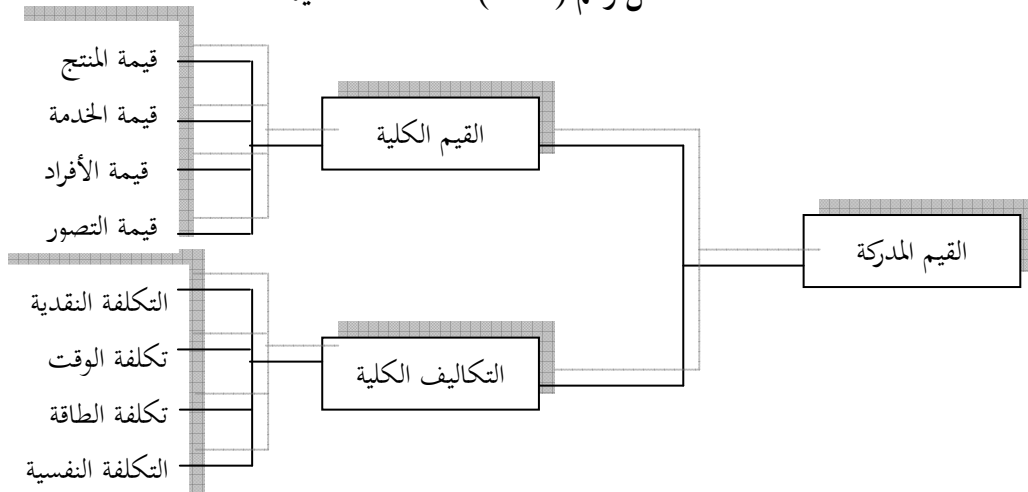 قيمة المنتج
قيمة الخدمة
قيمة الأفراد
قيمة التصور
القيم الكلية
القيم المدركة
التكلفة النقدية
تكلفة الوقت
تكلفة الطاقة
التكلفة النفسية
التكاليف الكلية